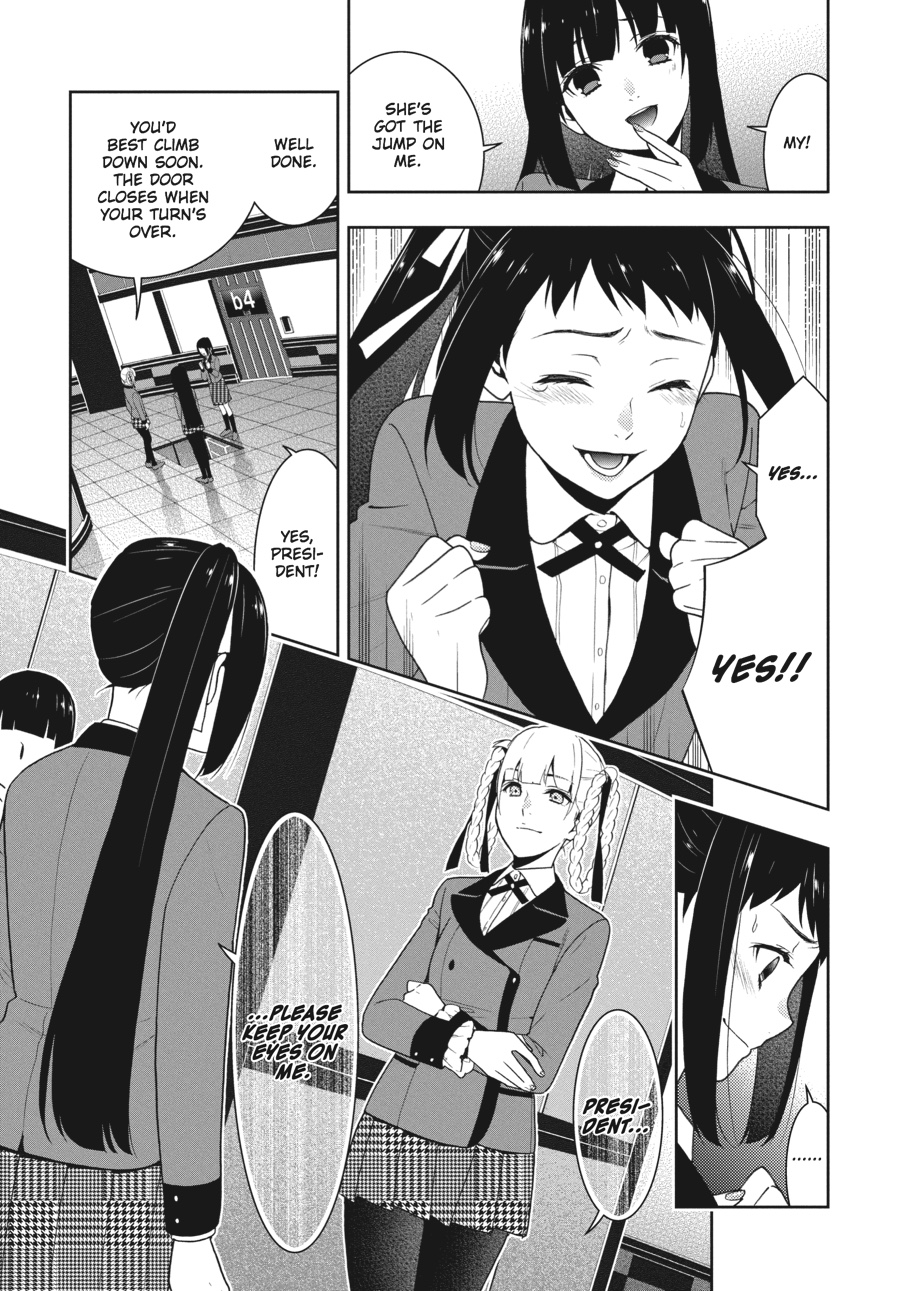 MY!
SHE'S
GOT THE
JUMP ON
ME.
YES...
YES!!
WELL
DONE.
YOU'D
BEST CLIMB
DOWN SOON.
THE DOOR
CLOSES WHEN
YOUR TURN'S
OVER.
b4
YES,
PRESI-
DENT!
......
PRESI-
DENT...
...PLEASE
KEEP YOUR
EYES ON
ME.